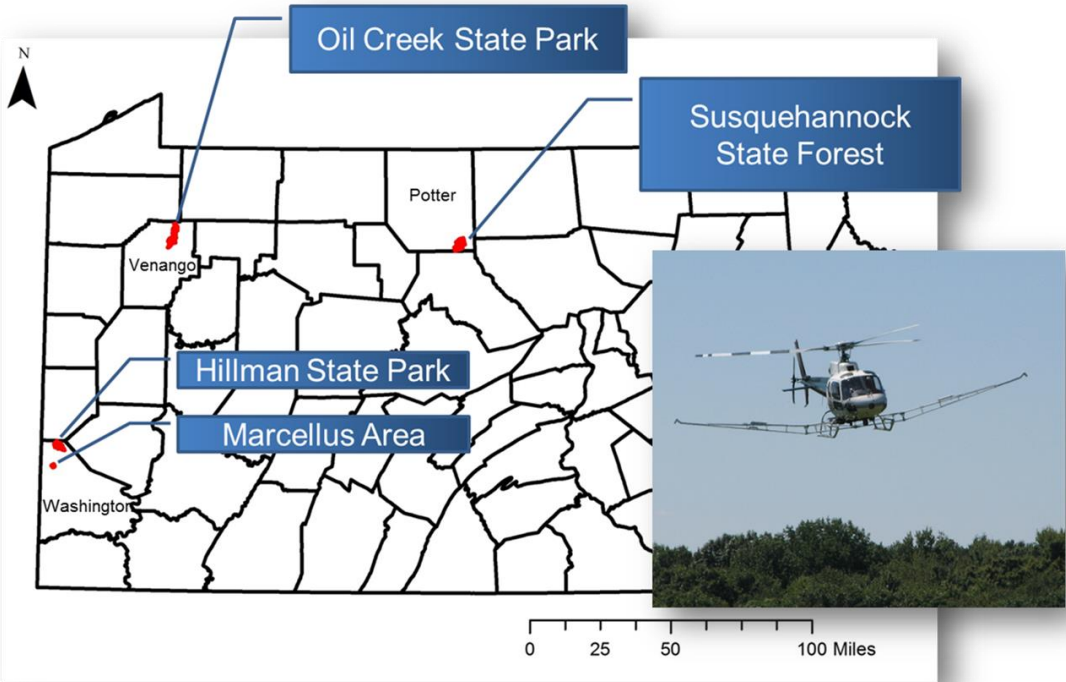 Oil Creek State Park
N
Susquehannock
State Forest
Potter
Venango
Hillman State Park
Marcellus Area
Washington
0 25 50 100 Miles